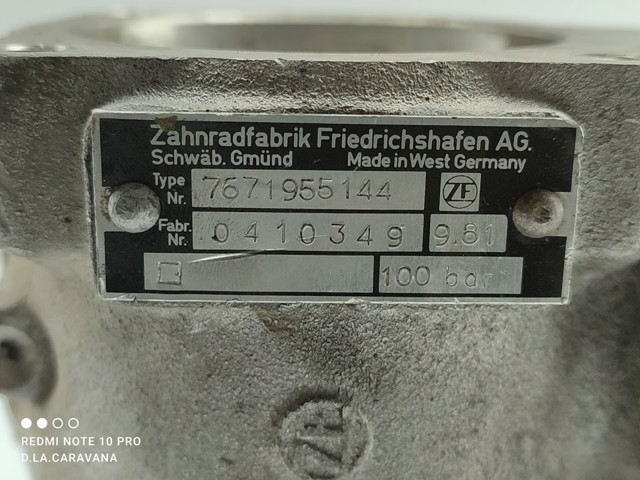 Zahnradfabrik Friedrichshafen AG.
Schwäb. Gmünd Made in West Germany
Type Nr. 7671955144 ZF
Fabr. Nr. 0410349 9.81
100 bar
ZF
REDMI NOTE 10 PRO
D.LA.CARAVANA